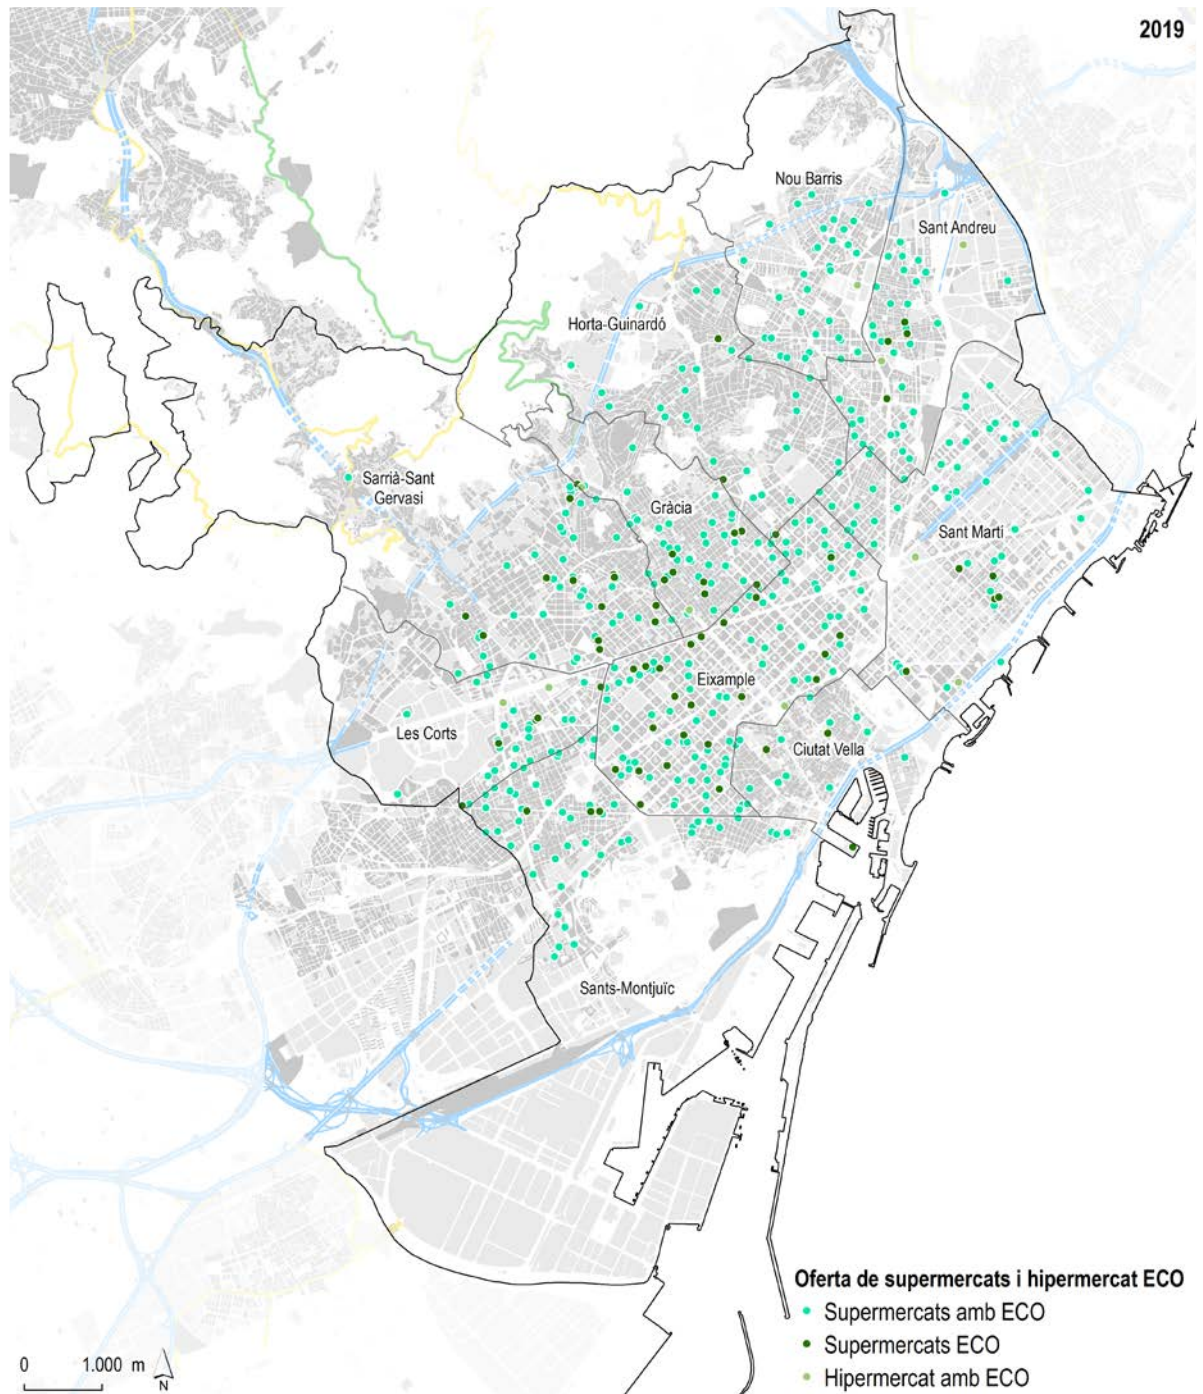 2019
Nou Barris
Sant Andreu
Horta-Guinardó
Sarrià-Sant
Gervasi
Gràcia
Sant Martí
Eixample
Les Corts
Ciutat Vella
Sants-Montjuïc
Oferta de supermercats i hipermercat ECO
Supermercats amb ECO
Supermercats ECO
Hipermercat amb ECO
0 1.000 m
N